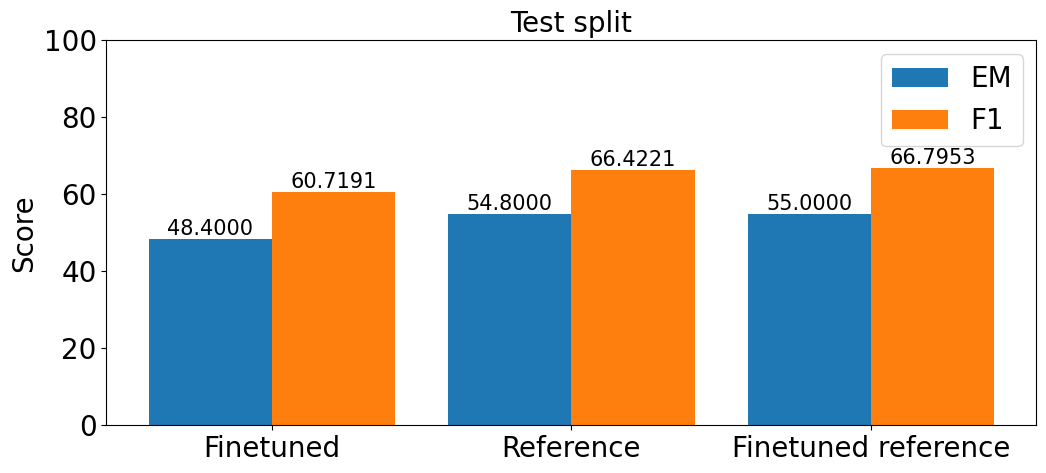 Test split
Score
100
80
60
40
20
0
EM
F1
48.4000
60.7191
54.8000
66.4221
55.0000
66.7953
Finetuned
Reference
Finetuned reference